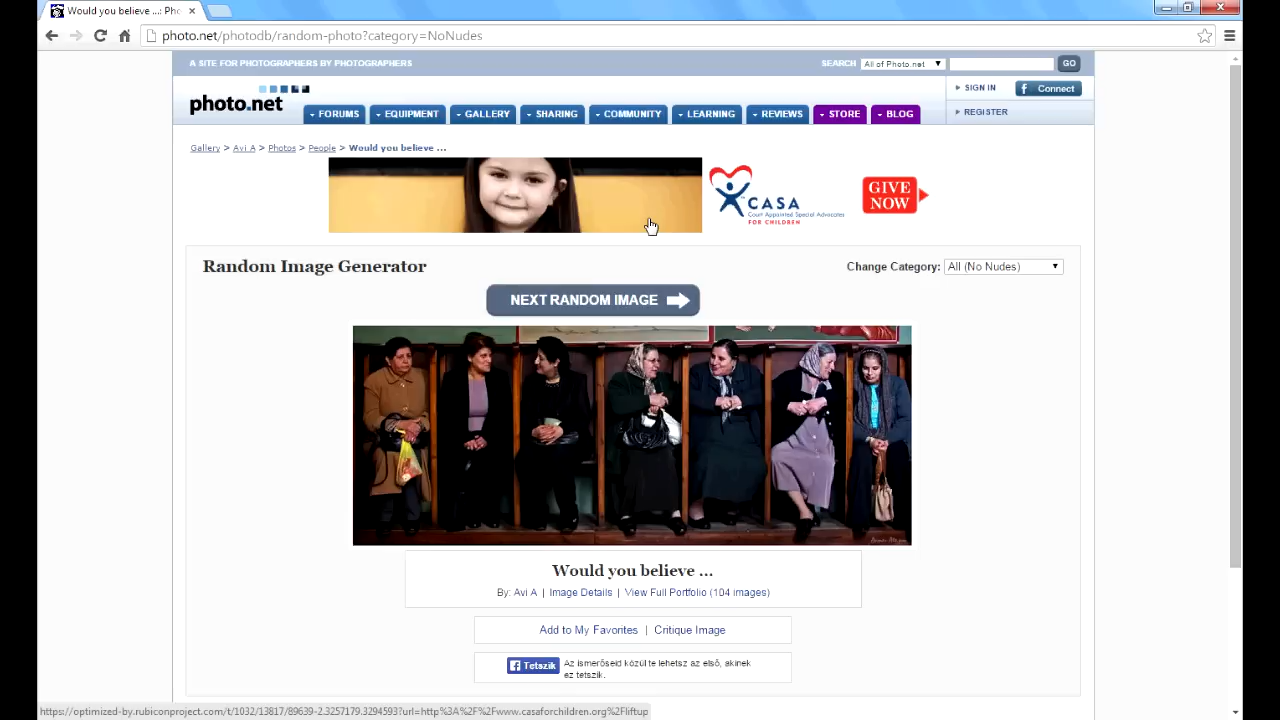 Would you believe ...: Pho
photo.net/photodb/random-photo?category=NoNudes
A SITE FOR PHOTOGRAPHERS BY PHOTOGRAPHERS
SEARCH All of Photo.net GO
photo.net
FORUMS EQUIPMENT GALLERY SHARING COMMUNITY LEARNING REVIEWS STORE BLOG
SIGN IN f Connect
REGISTER
Gallery > Avi A > Photos > People > Would you believe ...
CASA
Court Appointed Special Advocates
FOR CHILDREN
GIVE
NOW
Random Image Generator
Change Category: All (No Nudes)
NEXT RANDOM IMAGE
Would you believe ...
By: Avi A | Image Details | View Full Portfolio (104 images)
Add to My Favorites | Critique Image
Tetszik Az ismerőseid közül te lehetsz az első, akinek
ez tetszik.
https://optimized-by.rubiconproject.com/t/1032/13817/89639-2.3257179.3294593?url=http%3A%2F%2Fwww.casaforchildren.org%2Fliftup